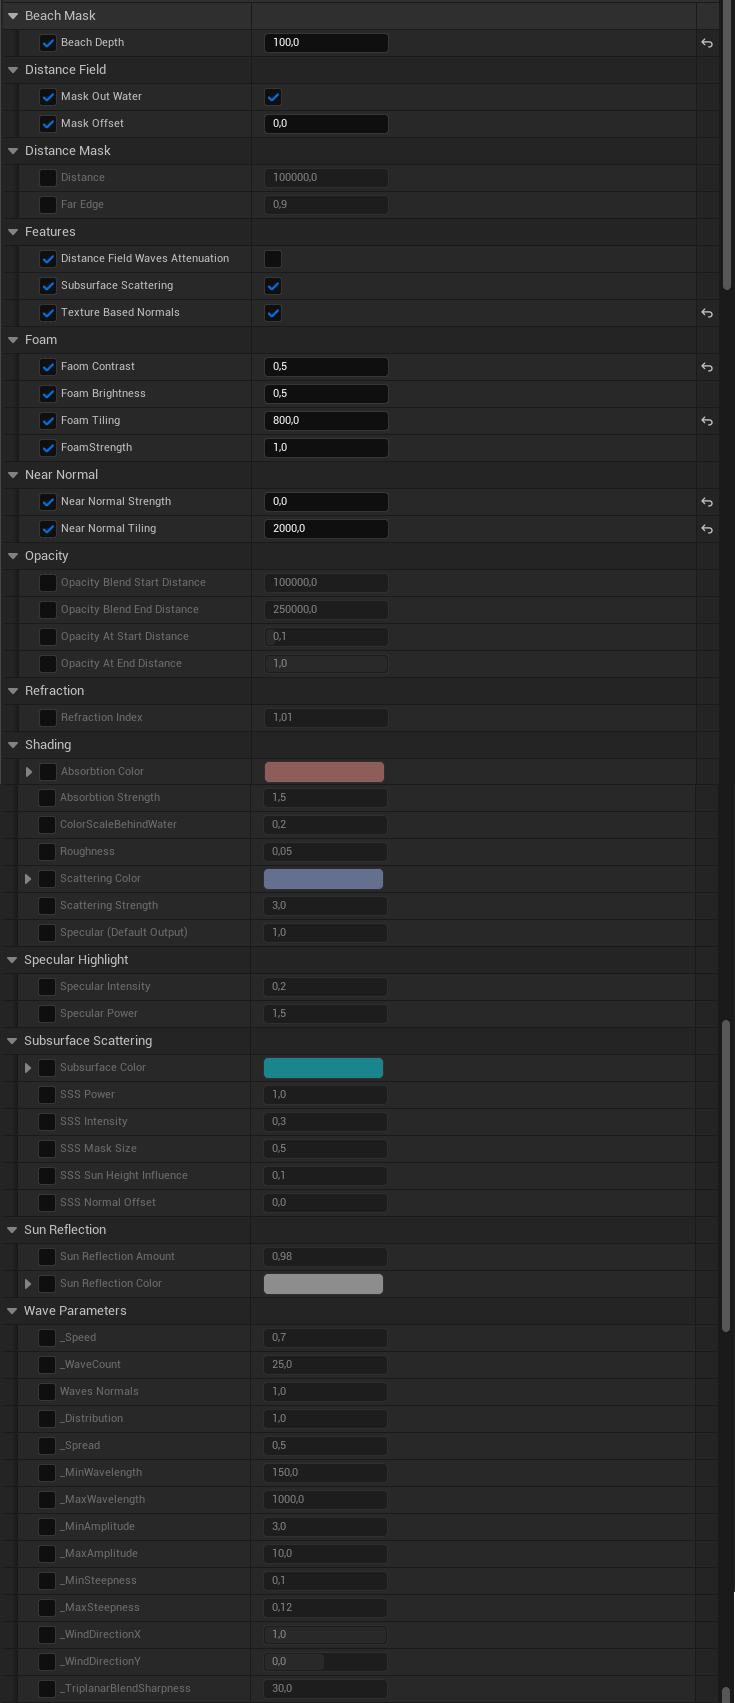 Beach Mask
Beach Depth 100,0
Distance Field
Mask Out Water
Mask Offset 0,0
Distance Mask
Distance 100000,0
Far Edge 0,9
Features
Distance Field Waves Attenuation
Subsurface Scattering
Texture Based Normals
Foam
Faom Contrast 0,5
Foam Brightness 0,5
Foam Tiling 800,0
FoamStrength 1,0
Near Normal
Near Normal Strength 0,0
Near Normal Tiling 2000,0
Opacity
Opacity Blend Start Distance 100000,0
Opacity Blend End Distance 250000,0
Opacity At Start Distance 0,1
Opacity At End Distance 1,0
Refraction
Refraction Index 1,01
Shading
Absorbtion Color
Absorbtion Strength 1,5
ColorScaleBehindWater 0,2
Roughness 0,05
Scattering Color
Scattering Strength 3,0
Specular (Default Output) 1,0
Specular Highlight
Specular Intensity 0,2
Specular Power 1,5
Subsurface Scattering
Subsurface Color
SSS Power 1,0
SSS Intensity 0,3
SSS Mask Size 0,5
SSS Sun Height Influence 0,1
SSS Normal Offset 0,0
Sun Reflection
Sun Reflection Amount 0,98
Sun Reflection Color
Wave Parameters
_Speed 0,7
_WaveCount 25,0
Waves Normals 1,0
_Distribution 1,0
_Spread 0,5
_MinWavelength 150,0
_MaxWavelength 1000,0
_MinAmplitude 3,0
_MaxAmplitude 10,0
_MinSteepness 0,1
_MaxSteepness 0,12
_WindDirectionX 1,0
_WindDirectionY 0,0
_TriplanarBlendSharpness 30,0